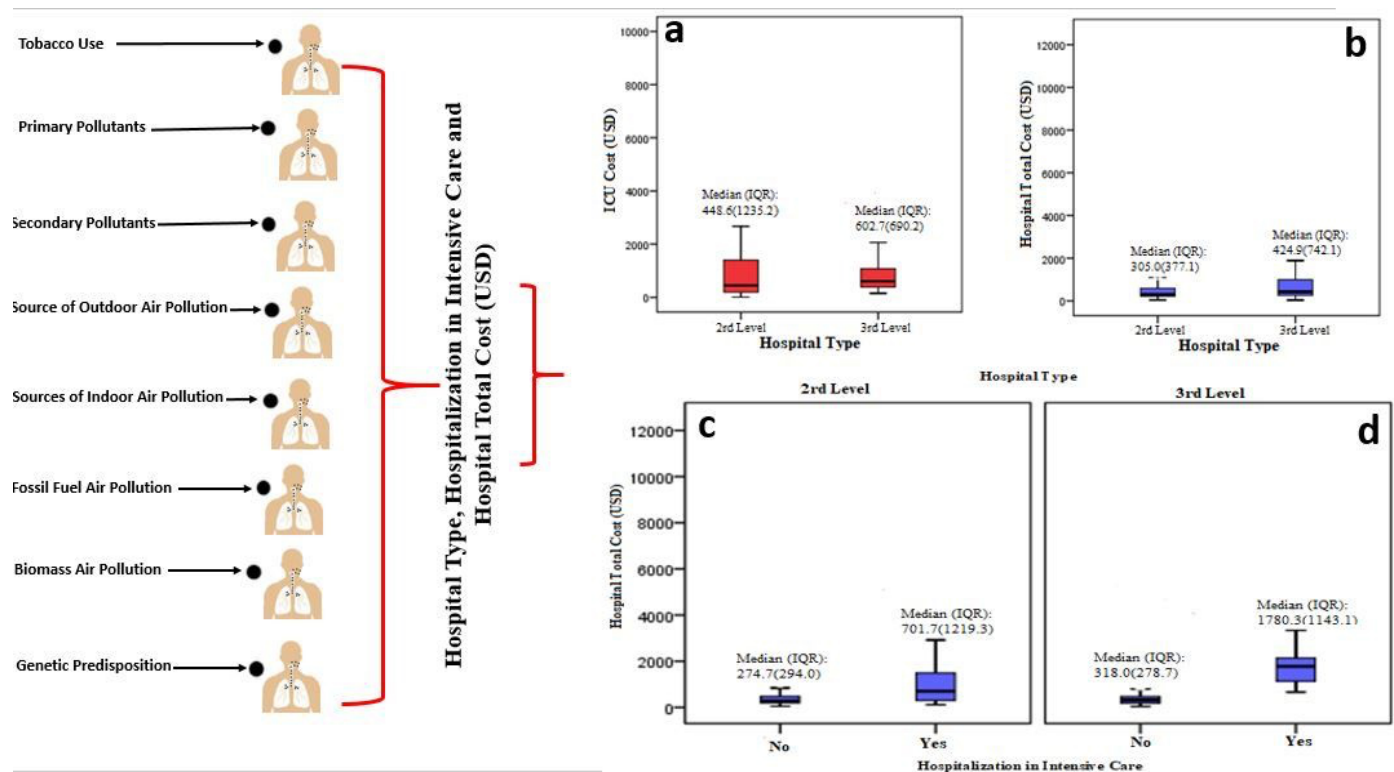 Tobacco Use
Primary Pollutants
Secondary Pollutants
Source of Outdoor Air Pollution
Sources of Indoor Air Pollution
Fossil Fuel Air Pollution
Biomass Air Pollution
Genetic Predisposition
Hospital Type, Hospitalization in Intensive Care and
Hospital Total Cost (USD)
a
ICU Cost (USD)
10000
8000
6000
4000
2000
0
Median (IQR):
448.6(1235.2)
Median (IQR):
602.7(690.2)
2rd Level
3rd Level
Hospital Type
b
Hospital Total Cost (USD)
12000
10000
8000
6000
4000
2000
0
Median (IQR):
305.0(377.1)
Median (IQR):
424.9(742.1)
2rd Level
3rd Level
Hospital Type
Hospital Type
2rd Level
3rd Level
c
Hospital Total Cost (USD)
12000
10000
8000
6000
4000
2000
0
Median (IQR):
274.7(294.0)
Median (IQR):
701.7(1219.3)
No
Yes
d
Median (IQR):
318.0(278.7)
Median (IQR):
1780.3(1143.1)
No
Yes
Hospitalization in Intensive Care